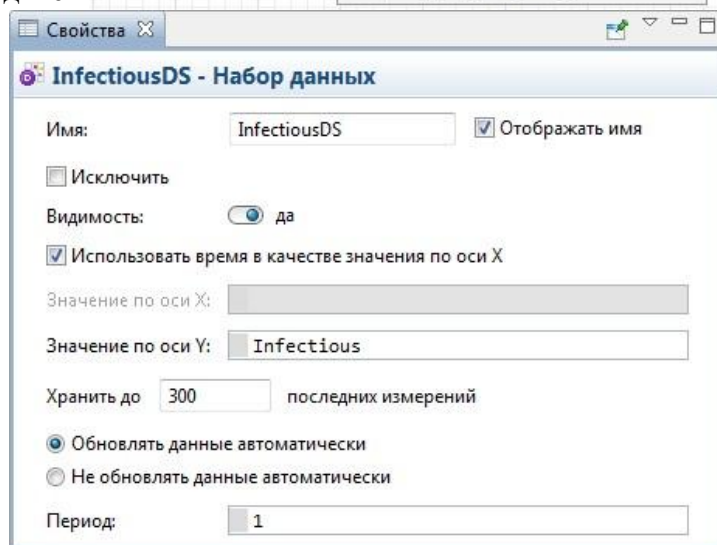 Свойства
InfectiousDS - Набор данных
Имя: InfectiousDS Отображать имя
Исключить
Видимость: да
Использовать время в качестве значения по оси X
Значение по оси X:
Значение по оси Y: Infectious
Хранить до 300 последних измерений
Обновлять данные автоматически
Не обновлять данные автоматически
Период: 1